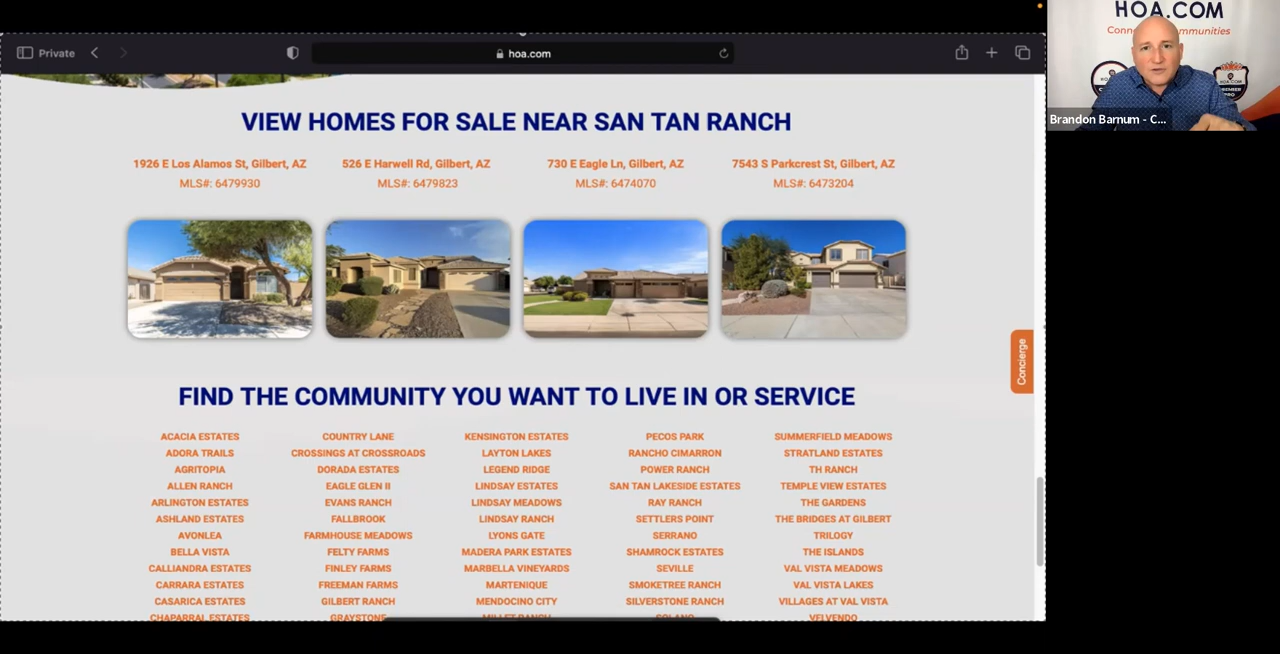 Private
hoa.com
HOA.COM
Brandon Barnum - C...
VIEW HOMES FOR SALE NEAR SAN TAN RANCH
1926 E Los Alamos St, Gilbert, AZ
MLS#: 6479930
526 E Harwell Rd, Gilbert, AZ
MLS#: 6479823
730 E Eagle Ln, Gilbert, AZ
MLS#: 6474070
7543 S Parkcrest St, Gilbert, AZ
MLS#: 6473204
Concierge
FIND THE COMMUNITY YOU WANT TO LIVE IN OR SERVICE
ACACIA ESTATES
ADORA TRAILS
AGRITOPIA
ALLEN RANCH
ARLINGTON ESTATES
ASHLAND ESTATES
AVONLEA
BELLA VISTA
CALLIANDRA ESTATES
CARRARA ESTATES
CASARICA ESTATES
CHAPARRAL ESTATES
COUNTRY LANE
CROSSINGS AT CROSSROADS
DORADA ESTATES
EAGLE GLEN II
EVANS RANCH
FALLBROOK
FARMHOUSE MEADOWS
FELTY FARMS
FINLEY FARMS
FREEMAN FARMS
GILBERT RANCH
GRAYSTONE
KENSINGTON ESTATES
LAYTON LAKES
LEGEND RIDGE
LINDSAY ESTATES
LINDSAY MEADOWS
LINDSAY RANCH
LYONS GATE
MADERA PARK ESTATES
MARBELLA VINEYARDS
MARTENIQUE
MENDOCINO CITY
MILLET RANCH
PECOS PARK
RANCHO CIMARRON
POWER RANCH
SAN TAN LAKESIDE ESTATES
RAY RANCH
SETTLERS POINT
SERRANO
SHAMROCK ESTATES
SEVILLE
SMOKETREE RANCH
SILVERSTONE RANCH
SOLANO
SUMMERFIELD MEADOWS
STRATLAND ESTATES
TH RANCH
TEMPLE VIEW ESTATES
THE GARDENS
THE BRIDGES AT GILBERT
TRILOGY
THE ISLANDS
VAL VISTA MEADOWS
VAL VISTA LAKES
VILLAGES AT VAL VISTA
VELVENDO